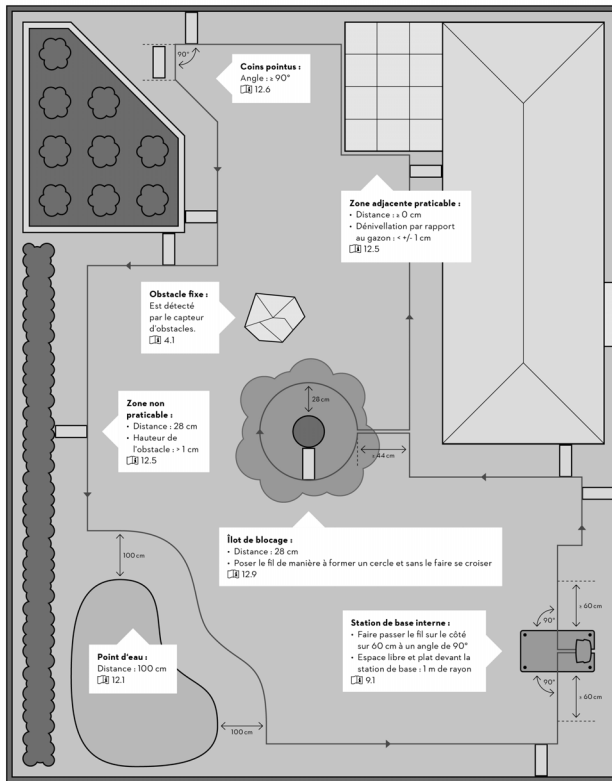 90°
Coins pointus :
Angle : ≥ 90°
12.6
Zone adjacente praticable :
• Distance : ≥ 0 cm
• Dénivellation par rapport
au gazon : < +/- 1 cm
12.5
Obstacle fixe :
Est détecté
par le capteur
d'obstacles.
4.1
28 cm
Zone non
praticable :
• Distance : 28 cm
• Hauteur de
l'obstacle : > 1 cm
12.5
≥ 44 cm
Îlot de blocage :
• Distance : 28 cm
• Poser le fil de manière à former un cercle et sans le faire se croiser
12.9
100 cm
≥ 60 cm
90°
Station de base interne :
• Faire passer le fil sur le côté
sur 60 cm à un angle de 90°
• Espace libre et plat devant la
station de base : 1 m de rayon
9.1
Point d'eau :
Distance : 100 cm
12.1
90°
≥ 60 cm
100 cm